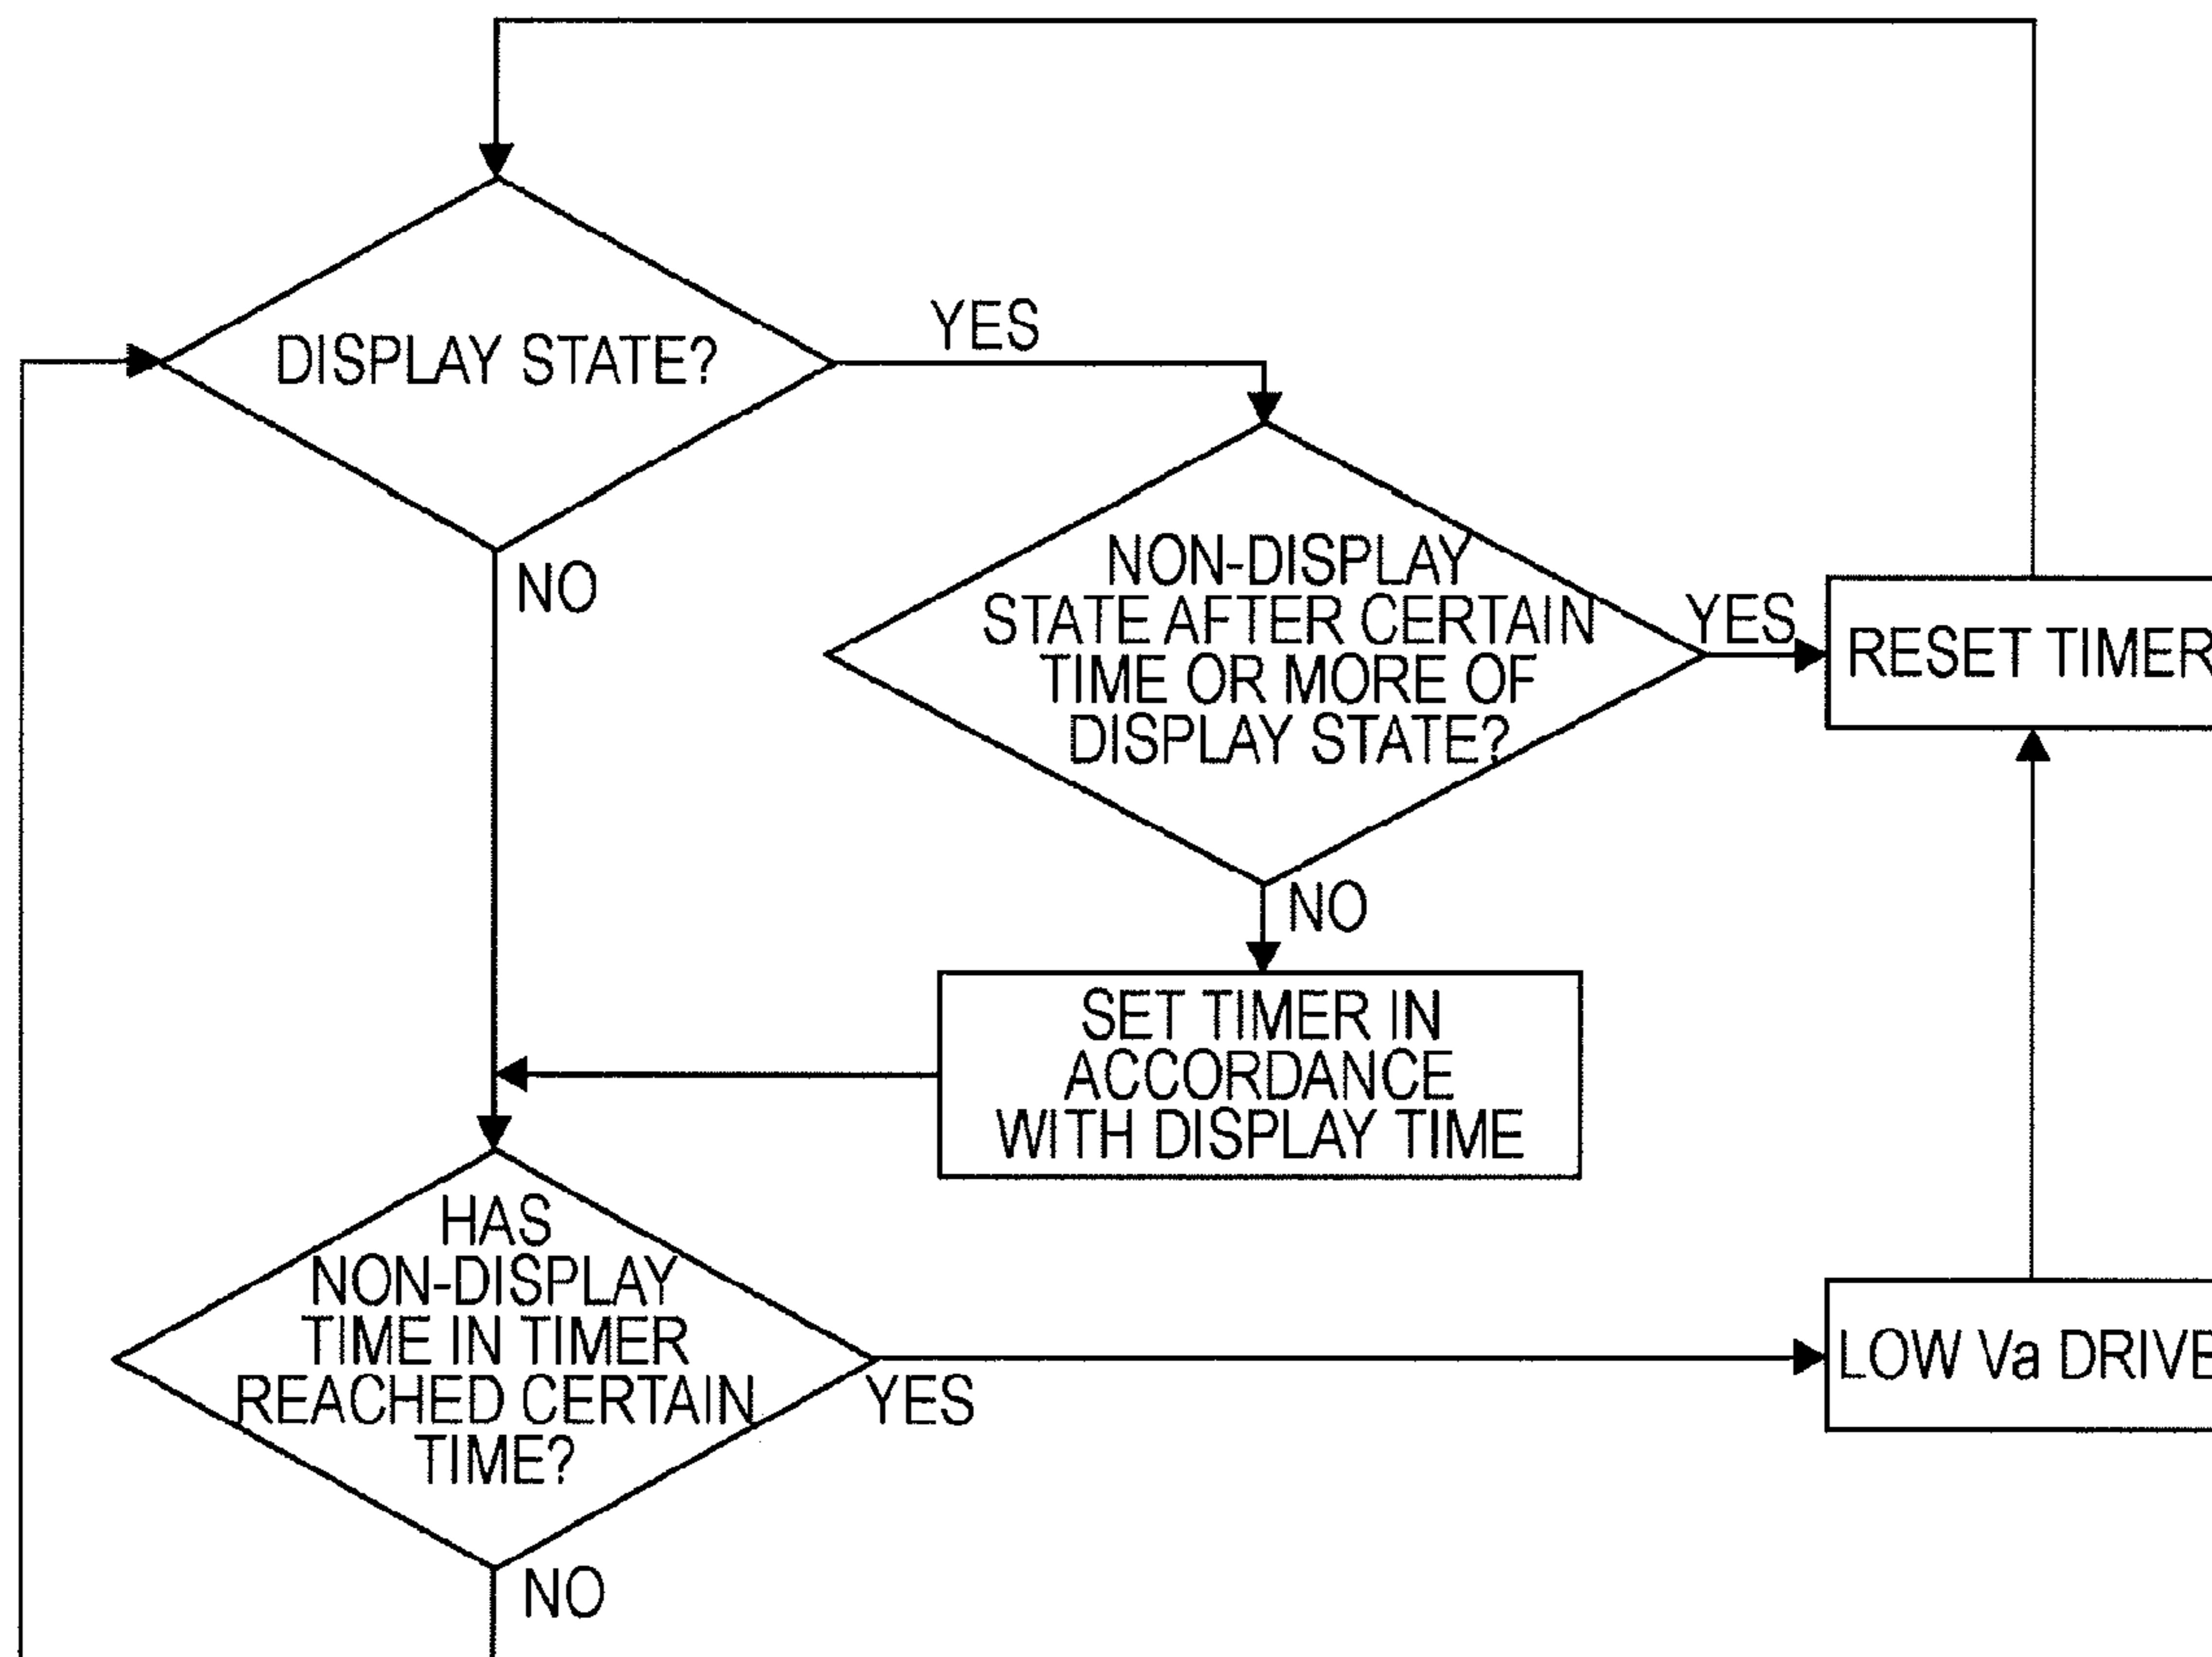 DISPLAY STATE?
YES
NO
NON-DISPLAY
STATE AFTER CERTAIN
TIME OR MORE OF
DISPLAY STATE?
YES
RESET TIMER
NO
SET TIMER IN
ACCORDANCE
WITH DISPLAY TIME
HAS
NON-DISPLAY
TIME IN TIMER
REACHED CERTAIN
TIME?
YES
LOW Va DRIVE
NO